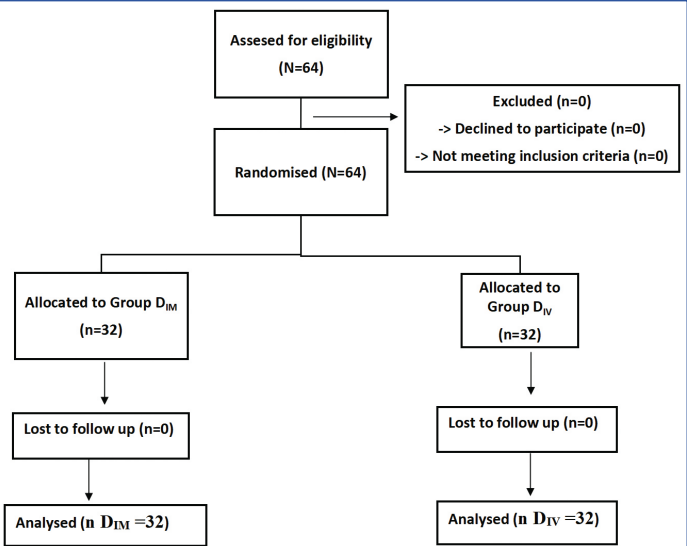 Assesed for eligibility
(N=64)
Excluded (n=0)
-> Declined to participate (n=0)
-> Not meeting inclusion criteria (n=0)
Randomised (N=64)
Allocated to Group DIM
(n=32)
Allocated to
Group DIV
(n=32)
Lost to follow up (n=0)
Lost to follow up (n=0)
Analysed (n DIM =32)
Analysed (n DIV =32)